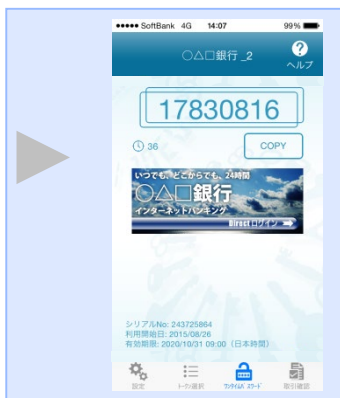 SoftBank 4G 14:07 99%
○△□銀行 _2
?
ヘルプ
17830816
36
COPY
いつでも、どこからでも、24時間
○△□銀行
インターネットバンキング
Direct ログイン
シリアルNo: 243725864
利用開始日: 2015/08/26
有効期限: 2020/10/31 09:00（日本時間）
設定 トークン選択 ワンタイムパスワード 取引確認